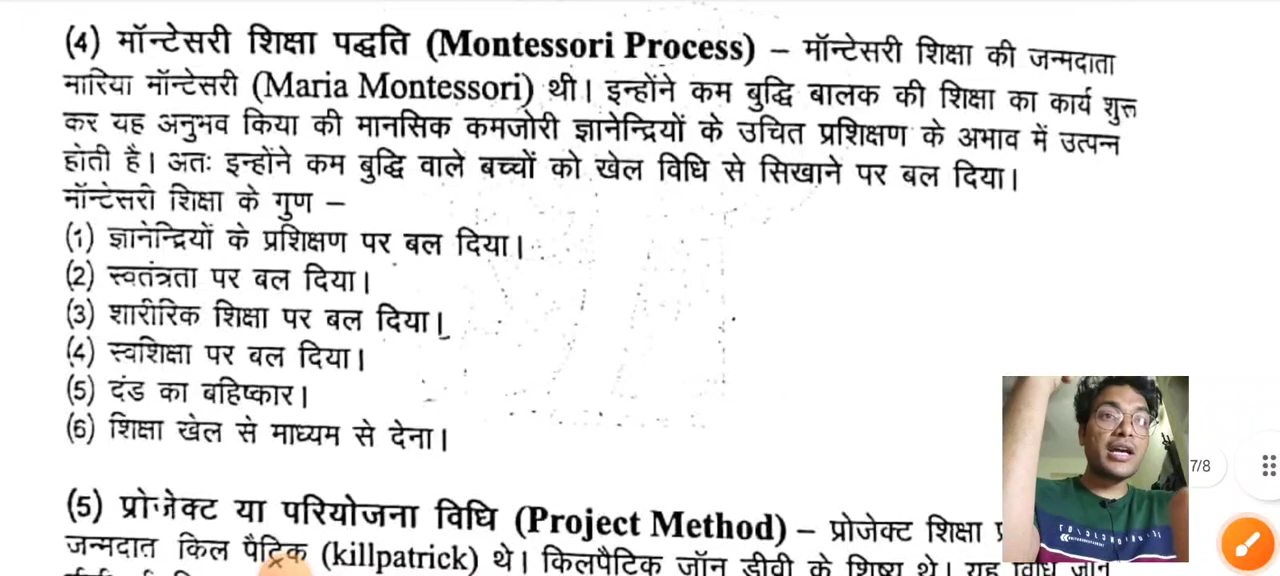 (4) मॉन्टेसरी शिक्षा पद्धति (Montessori Process) – मॉन्टेसरी शिक्षा की जन्मदाता
मारिया मॉन्टेसरी (Maria Montessori) थी। इन्होंने कम बुद्धि बालक की शिक्षा का कार्य शुरू
कर यह अनुभव किया की मानसिक कमजोरी ज्ञानेन्द्रियों के उचित प्रशिक्षण के अभाव में उत्पन्न
होती है। अतः इन्होंने कम बुद्धि वाले बच्चों को खेल विधि से सिखाने पर बल दिया।
मॉन्टेसरी शिक्षा के गुण –
(1) ज्ञानेन्द्रियों के प्रशिक्षण पर बल दिया।
(2) स्वतंत्रता पर बल दिया।
(3) शारीरिक शिक्षा पर बल दिया।
(4) स्वशिक्षा पर बल दिया।
(5) दंड का बहिष्कार।
(6) शिक्षा खेल से माध्यम से देना।
7/8
(5) प्रोजेक्ट या परियोजना विधि (Project Method) – प्रोजेक्ट शिक्षा
जन्मदात किल पैट्रिक (killpatrick) थे। किलपैट्रिक जॉन डीवी के शिष्य थे। यह विधि जॉन